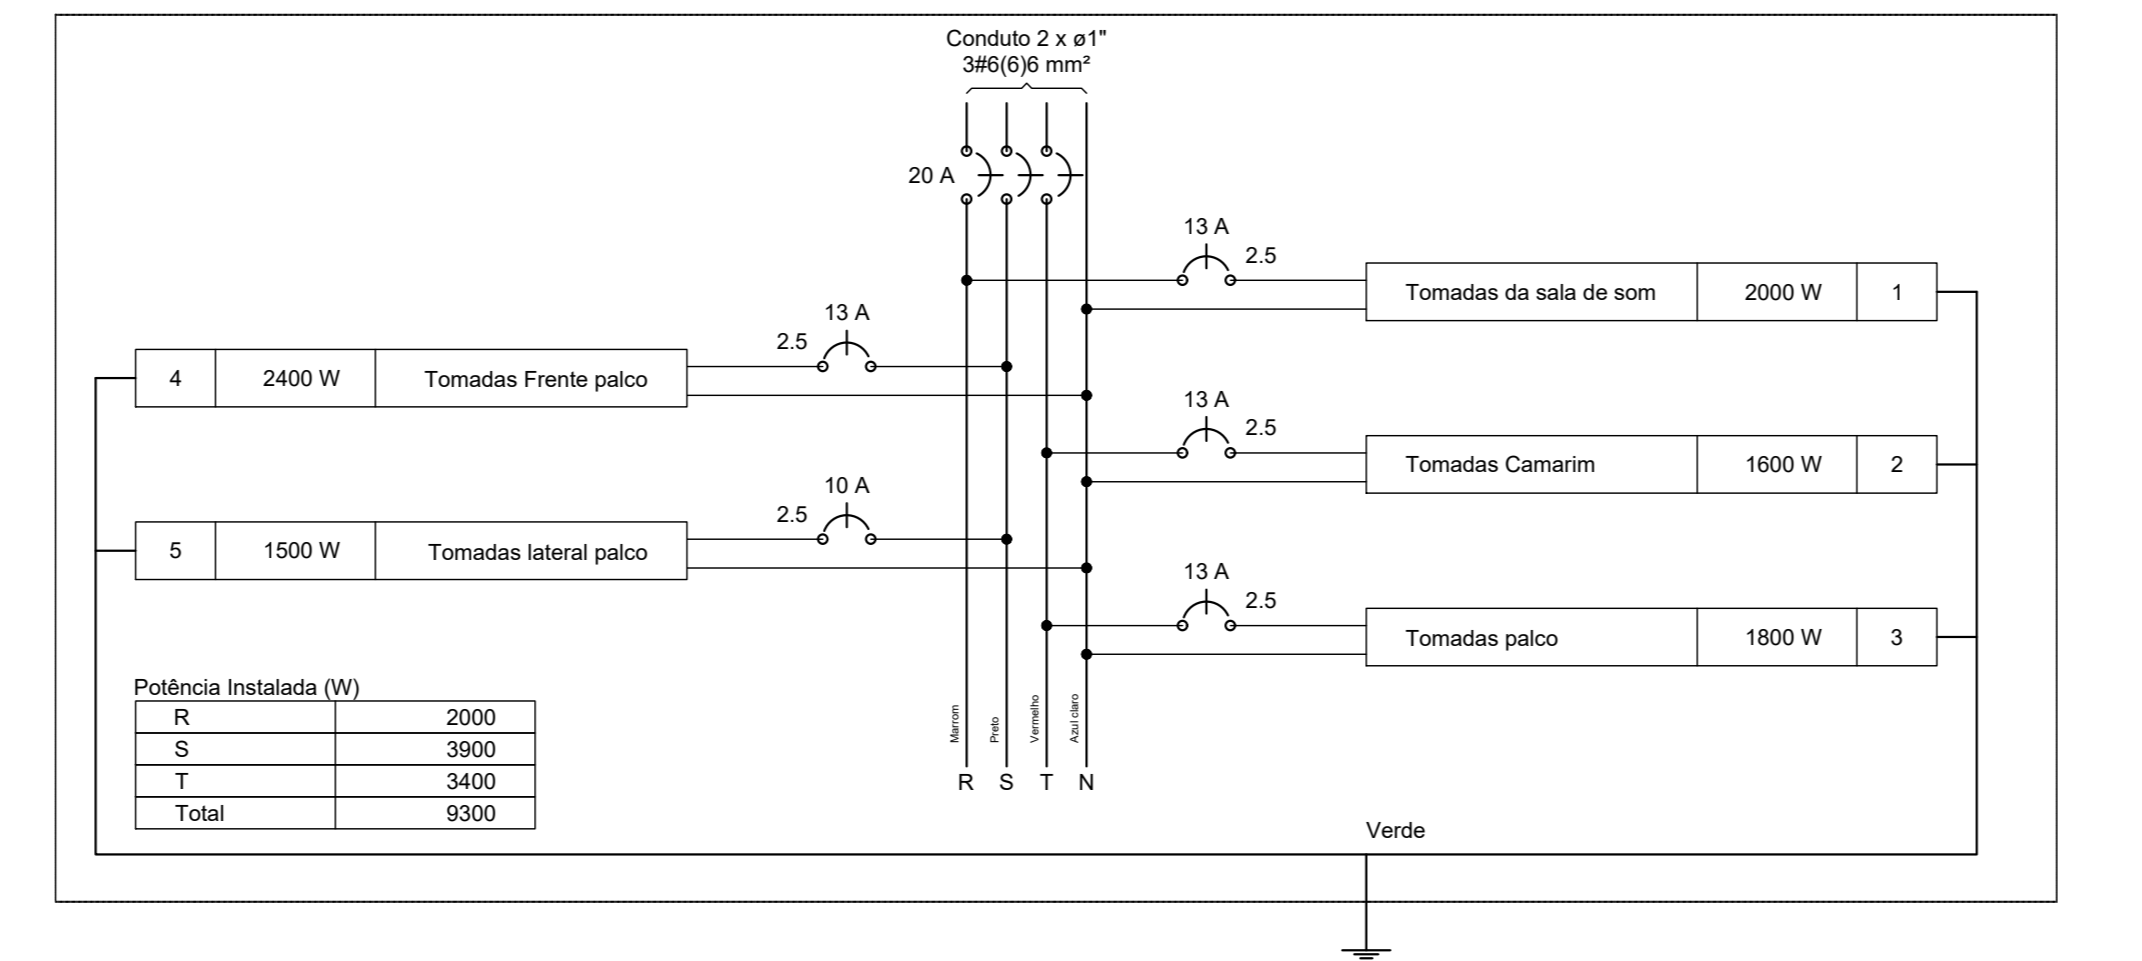 Conduto 2 x ø1"
3#6(6)6 mm²
20 A
13 A
2.5
Tomadas da sala de som 2000 W 1
13 A
2.5
4 2400 W Tomadas Frente palco
13 A
2.5
Tomadas Camarim 1600 W 2
10 A
2.5
5 1500 W Tomadas lateral palco
13 A
2.5
Tomadas palco 1800 W 3
Potência Instalada (W)
R 2000
S 3900
T 3400
Total 9300
Marrom
Preto
Vermelho
Azul claro
R S T N
Verde